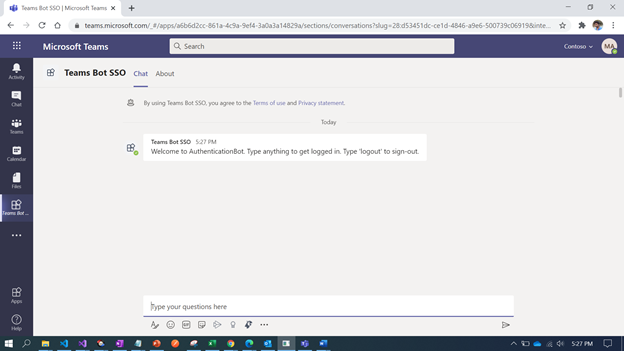 Teams Bot SSO | Microsoft Teams
teams.microsoft.com/_#/apps/a6b6d2cc-861a-4c9a-9ef4-3a0a3a14829a/sections/conversations?slug=28:d53451dc-ce1d-4846-a9e6-500739c06919&inte...
Microsoft Teams
Search
Contoso
MA
Activity
Chat
Teams
Calendar
Files
Teams Bot ...
Apps
Help
Teams Bot SSO
Chat
About
By using Teams Bot SSO, you agree to the Terms of use and Privacy statement.
Today
Teams Bot SSO 5:27 PM
Welcome to AuthenticationBot. Type anything to get logged in. Type 'logout' to sign-out.
Type your questions here
GIF
5:27 PM